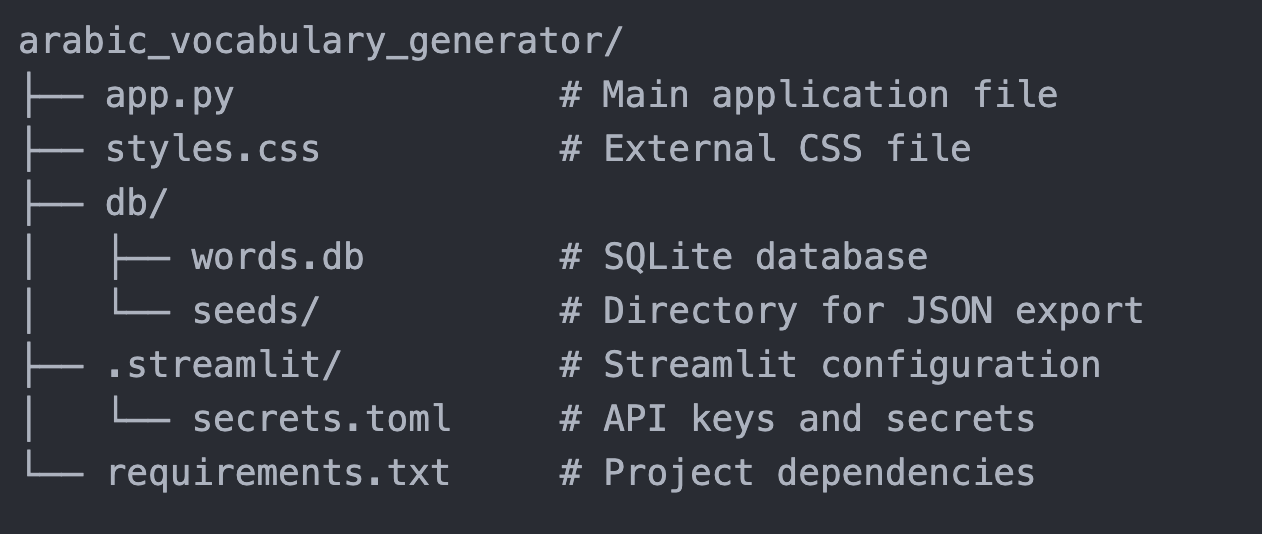 arabic_vocabulary_generator/
├── app.py               # Main application file
├── styles.css           # External CSS file
├── db/
│   ├── words.db         # SQLite database
│   └── seeds/           # Directory for JSON export
├── .streamlit/          # Streamlit configuration
│   └── secrets.toml     # API keys and secrets
└── requirements.txt     # Project dependencies